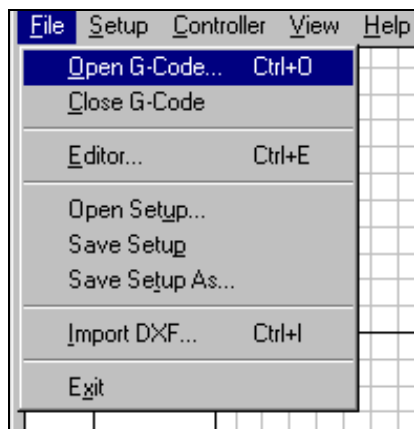 File Setup Controller View Help
Open G-Code... Ctrl+O
Close G-Code
Editor... Ctrl+E
Open Setup...
Save Setup
Save Setup As...
Import DXF... Ctrl+I
Exit